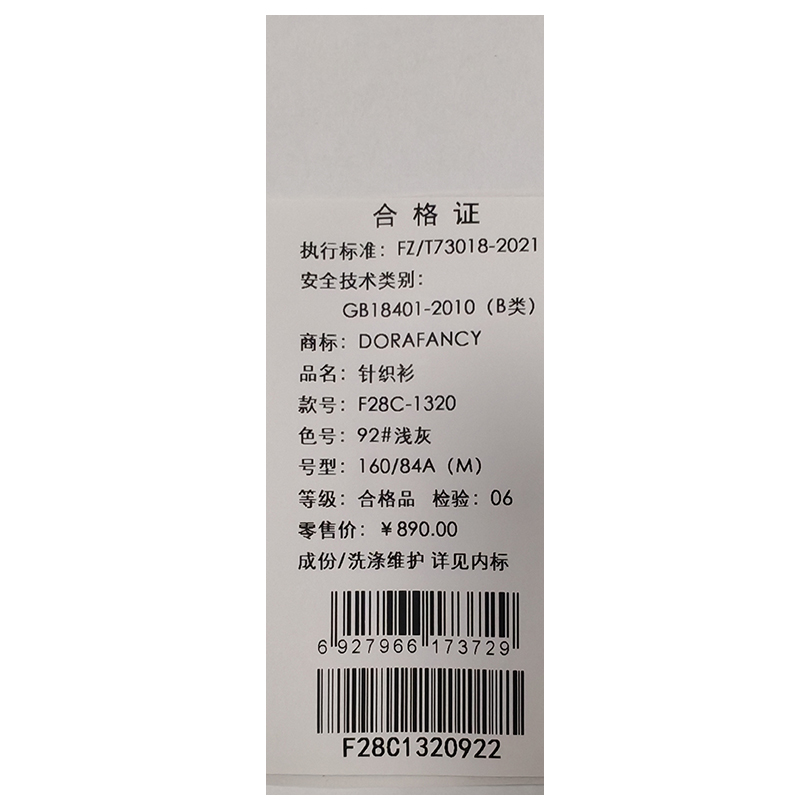 合格证
执行标准：FZ/T73018-2021
安全技术类别：
GB18401-2010（B类）
商标：DORAFANCY
品名：针织衫
款号：F28C-1320
色号：92#浅灰
号型：160/84A（M）
等级：合格品 检验：06
零售价：￥890.00
成份/洗涤维护 详见内标
6 927966 173729
F28C1320922